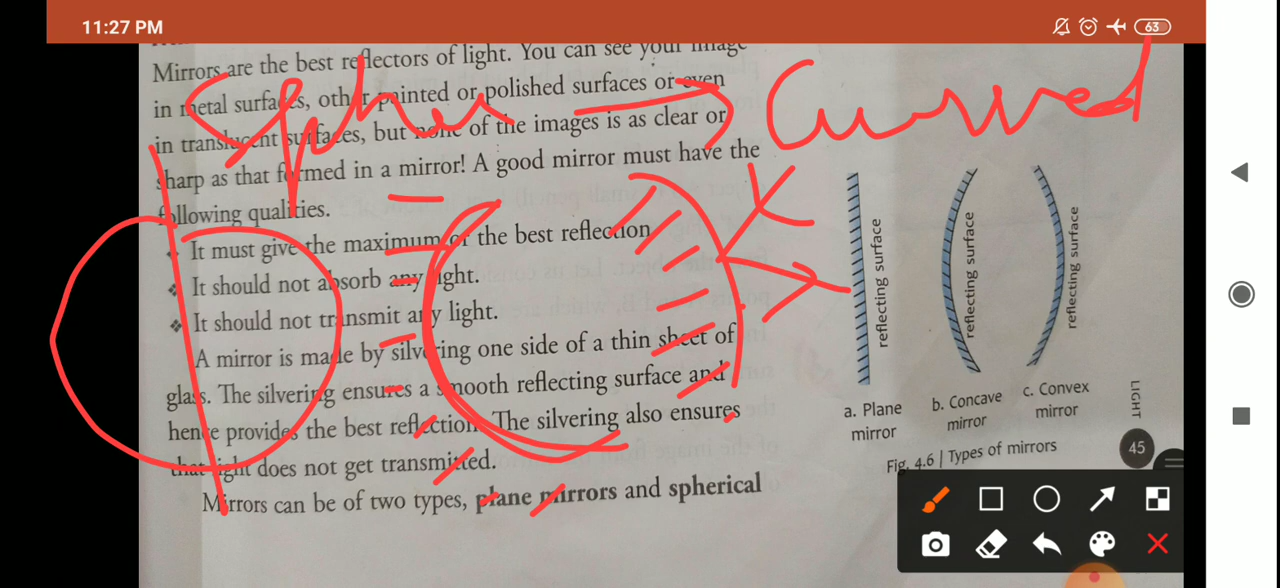 11:27 PM
63
Mirrors are the best reflectors of light. You can see your image
in metal surfaces, other painted or polished surfaces or even
in translucent surfaces, but none of the images is as clear or
sharp as that formed in a mirror! A good mirror must have the
following qualities.
❖ It must give the maximum or the best reflection
❖ It should not absorb any light.
❖ It should not transmit any light.
A mirror is made by silvering one side of a thin sheet of
glass. The silvering ensures a smooth reflecting surface and
hence provides the best reflection. The silvering also ensures
that light does not get transmitted.
Mirrors can be of two types, plane mirrors and spherical
Curved
reflecting surface
reflecting surface
reflecting surface
a. Plane
mirror
b. Concave
mirror
c. Convex
mirror
Fig. 4.6 | Types of mirrors
LIGHT
45